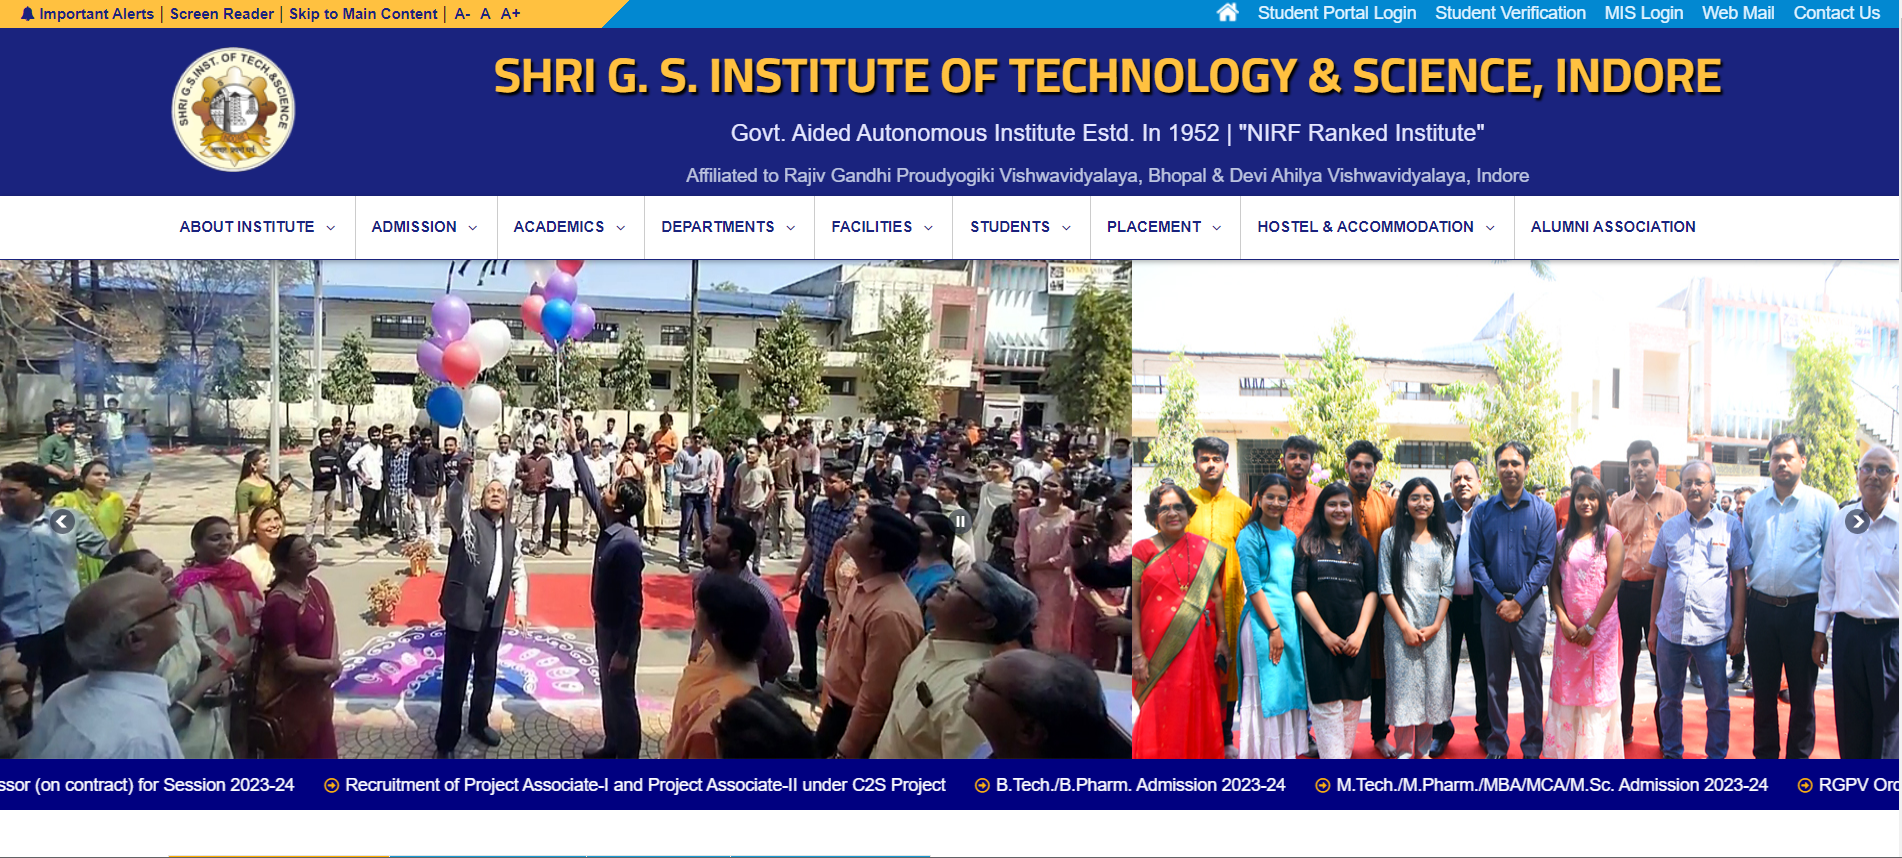 Important Alerts | Screen Reader | Skip to Main Content | A- A A+
Student Portal Login Student Verification MIS Login Web Mail Contact Us
SHRI G.S.INST. OF TECH.&SCIENCE
SHRI G. S. INSTITUTE OF TECHNOLOGY & SCIENCE, INDORE
Govt. Aided Autonomous Institute Estd. In 1952 | "NIRF Ranked Institute"
Affiliated to Rajiv Gandhi Proudyogiki Vishwavidyalaya, Bhopal & Devi Ahilya Vishwavidyalaya, Indore
ABOUT INSTITUTE ADMISSION ACADEMICS DEPARTMENTS FACILITIES STUDENTS PLACEMENT HOSTEL & ACCOMMODATION ALUMNI ASSOCIATION
GYMNASIUM
ssor (on contract) for Session 2023-24 Recruitment of Project Associate-I and Project Associate-II under C2S Project B.Tech./B.Pharm. Admission 2023-24 M.Tech./M.Pharm./MBA/MCA/M.Sc. Admission 2023-24 RGPV Ord